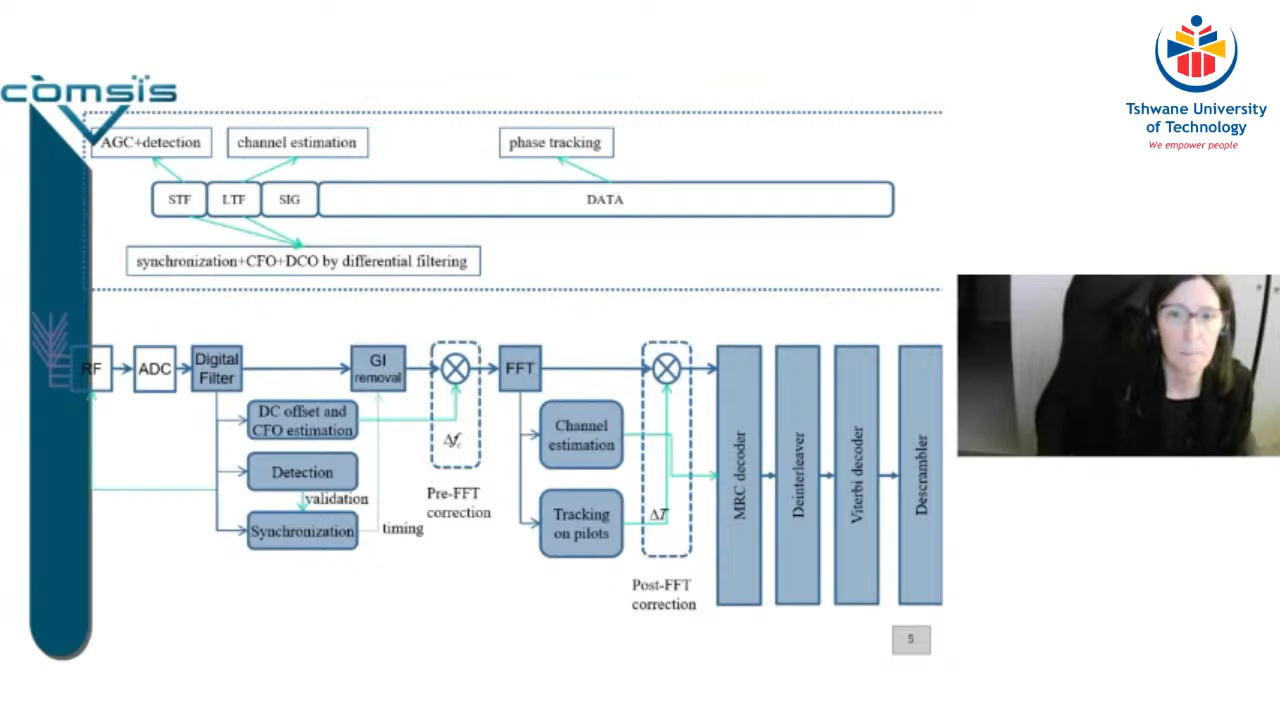 còmsïs
Tshwane University
of Technology
We empower people
AGC+detection
channel estimation
phase tracking
STF
LTF
SIG
DATA
synchronization+CFO+DCO by differential filtering
RF
ADC
Digital
Filter
GI
removal
FFT
DC offset and
CFO estimation
Δfc
Detection
validation
Synchronization
timing
Pre-FFT
correction
Channel
estimation
Tracking
on pilots
ΔT
Post-FFT
correction
MRC decoder
Deinterleaver
Viterbi decoder
Descrambler
5